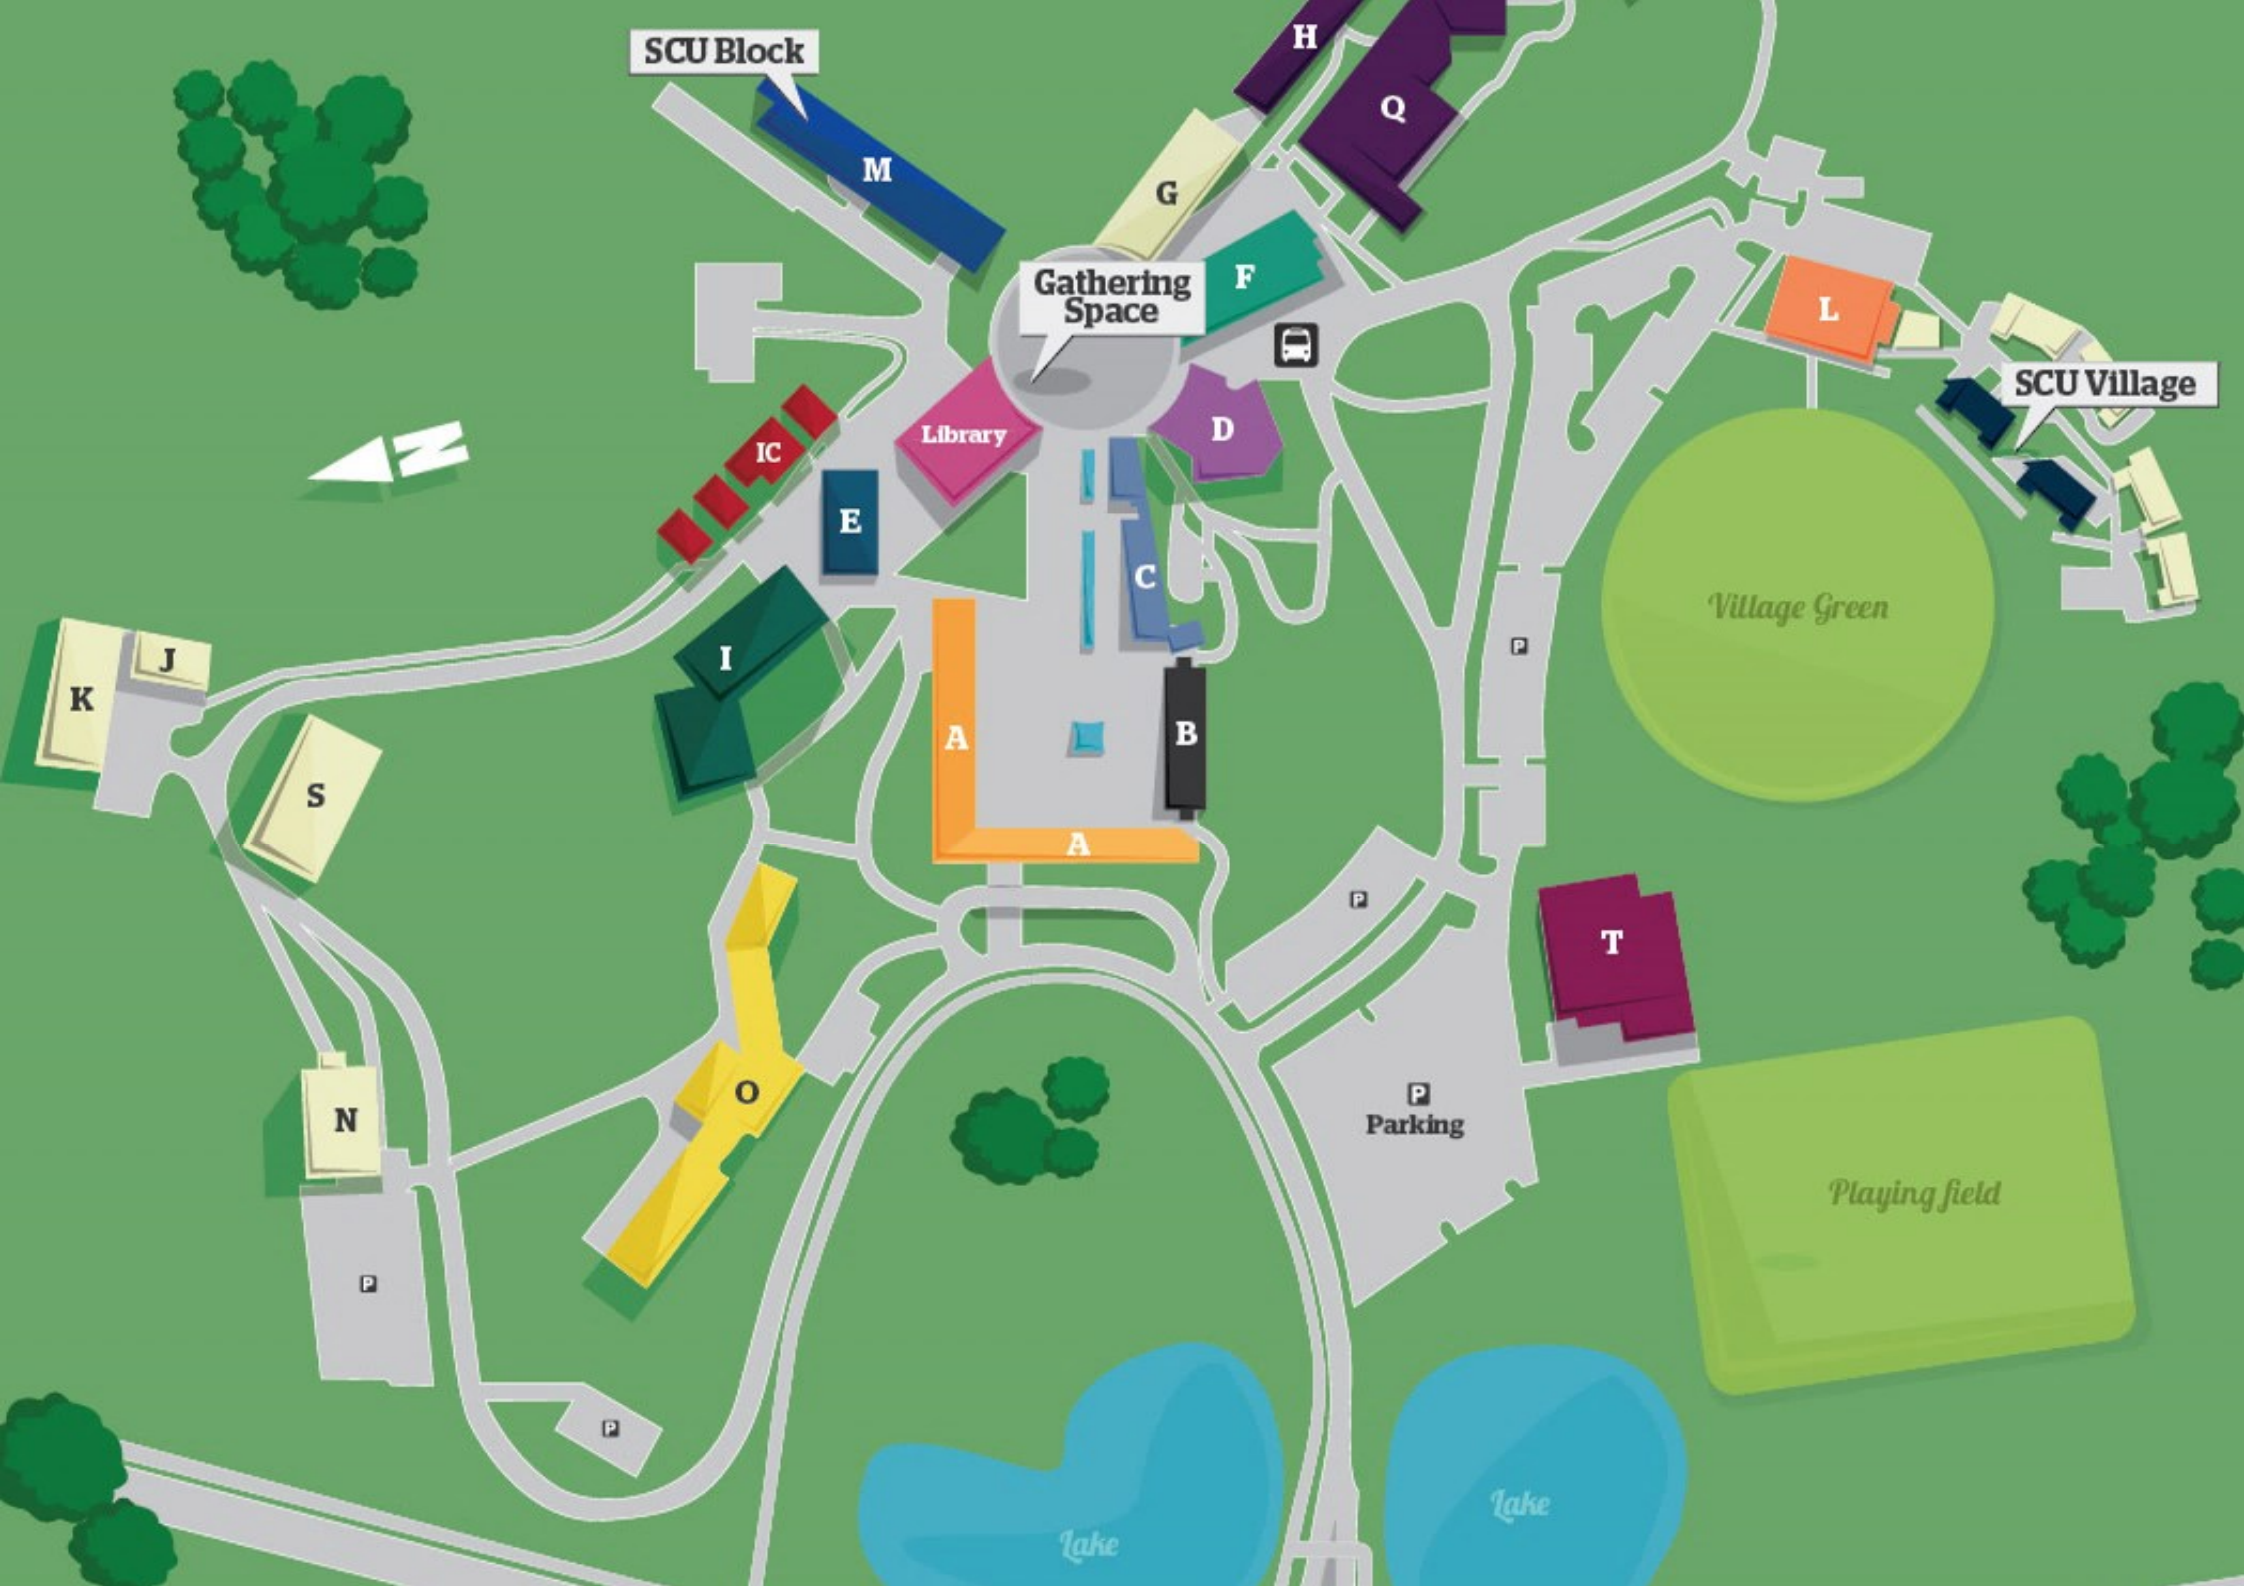 H
SCU Block
Q
M
G
Gathering
Space
F
L
SCU Village
D
Library
IC
N
E
C
Village Green
P
I
J
K
B
A
S
A
P
T
O
P
Parking
N
Playing field
P
P
Lake
Lake